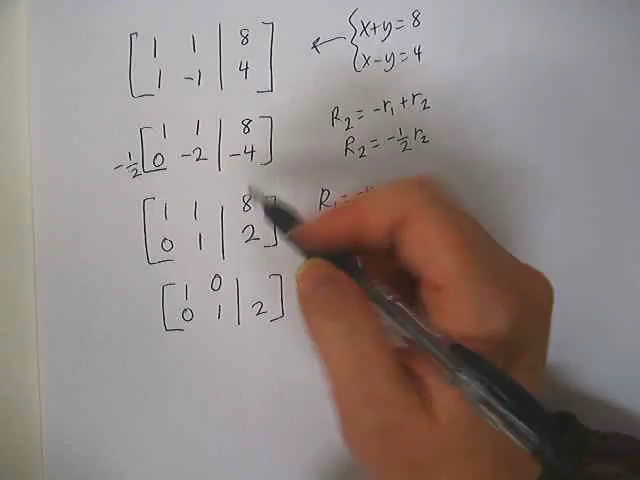 1 1 | 8 { x+y=8
1 -1 | 4 { x-y=4
1 1 | 8 R₂ = -r₁ + r₂
-1/2 0 -2 | -4 R₂ = -1/2 r₂
1 1 | 8
0 1 | 2
1 0 |
0 1 | 2